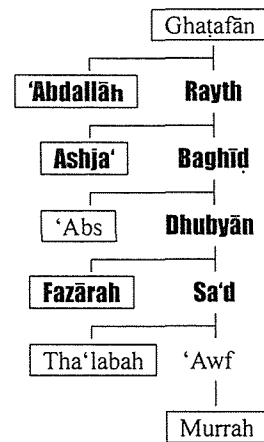 Ghaṭafān
‘Abdallāh Rayth
Ashja‘ Baghīḍ
‘Abs Dhubyān
Fazārah Sa‘d
Tha‘labah ‘Awf
Murrah